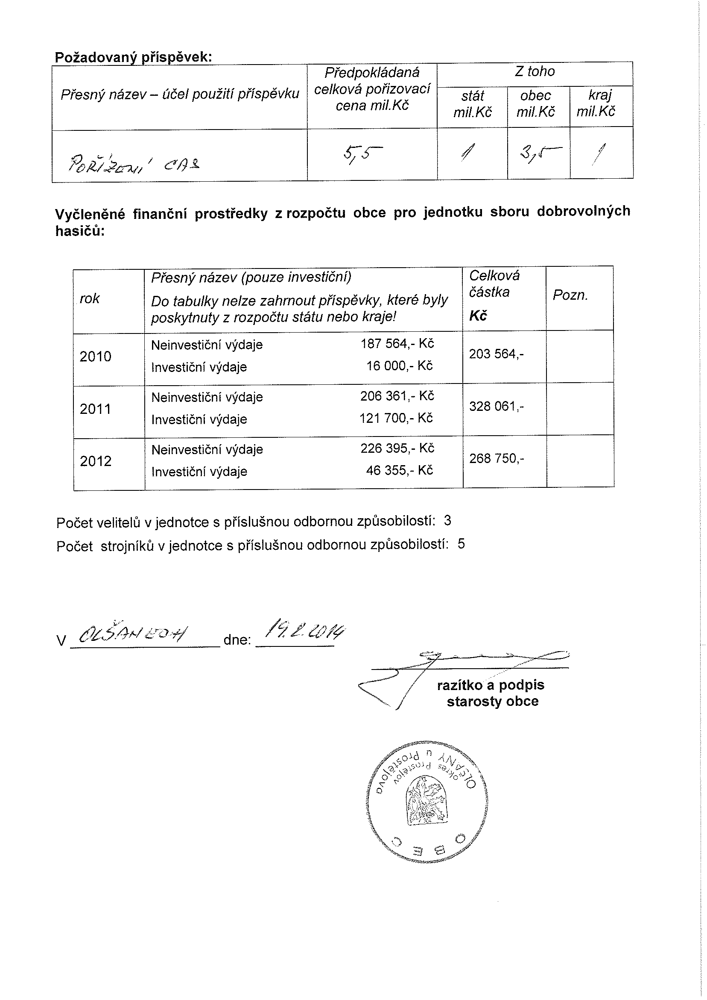 Požadovaný příspěvek:
Přesný název – účel použití příspěvku
Předpokládaná
celková pořizovací
cena mil.Kč
Z toho
stát
mil.Kč
obec
mil.Kč
kraj
mil.Kč
POŘÍZENÍ CAS
5,5
1
3,5
1
Vyčleněné finanční prostředky z rozpočtu obce pro jednotku sboru dobrovolných
hasičů:
rok
Přesný název (pouze investiční)
Do tabulky nelze zahrnout příspěvky, které byly
poskytnuty z rozpočtu státu nebo kraje!
Celková
částka
Kč
Pozn.
2010
Neinvestiční výdaje 187 564,- Kč
Investiční výdaje 16 000,- Kč
203 564,-
2011
Neinvestiční výdaje 206 361,- Kč
Investiční výdaje 121 700,- Kč
328 061,-
2012
Neinvestiční výdaje 226 395,- Kč
Investiční výdaje 46 355,- Kč
268 750,-
Počet velitelů v jednotce s příslušnou odbornou způsobilostí: 3
Počet strojníků v jednotce s příslušnou odbornou způsobilostí: 5
V OLŠANECH dne: 19.2.2014
razítko a podpis
starosty obce
OBEC
OLŠANY u Prostějova
okres Prostějov